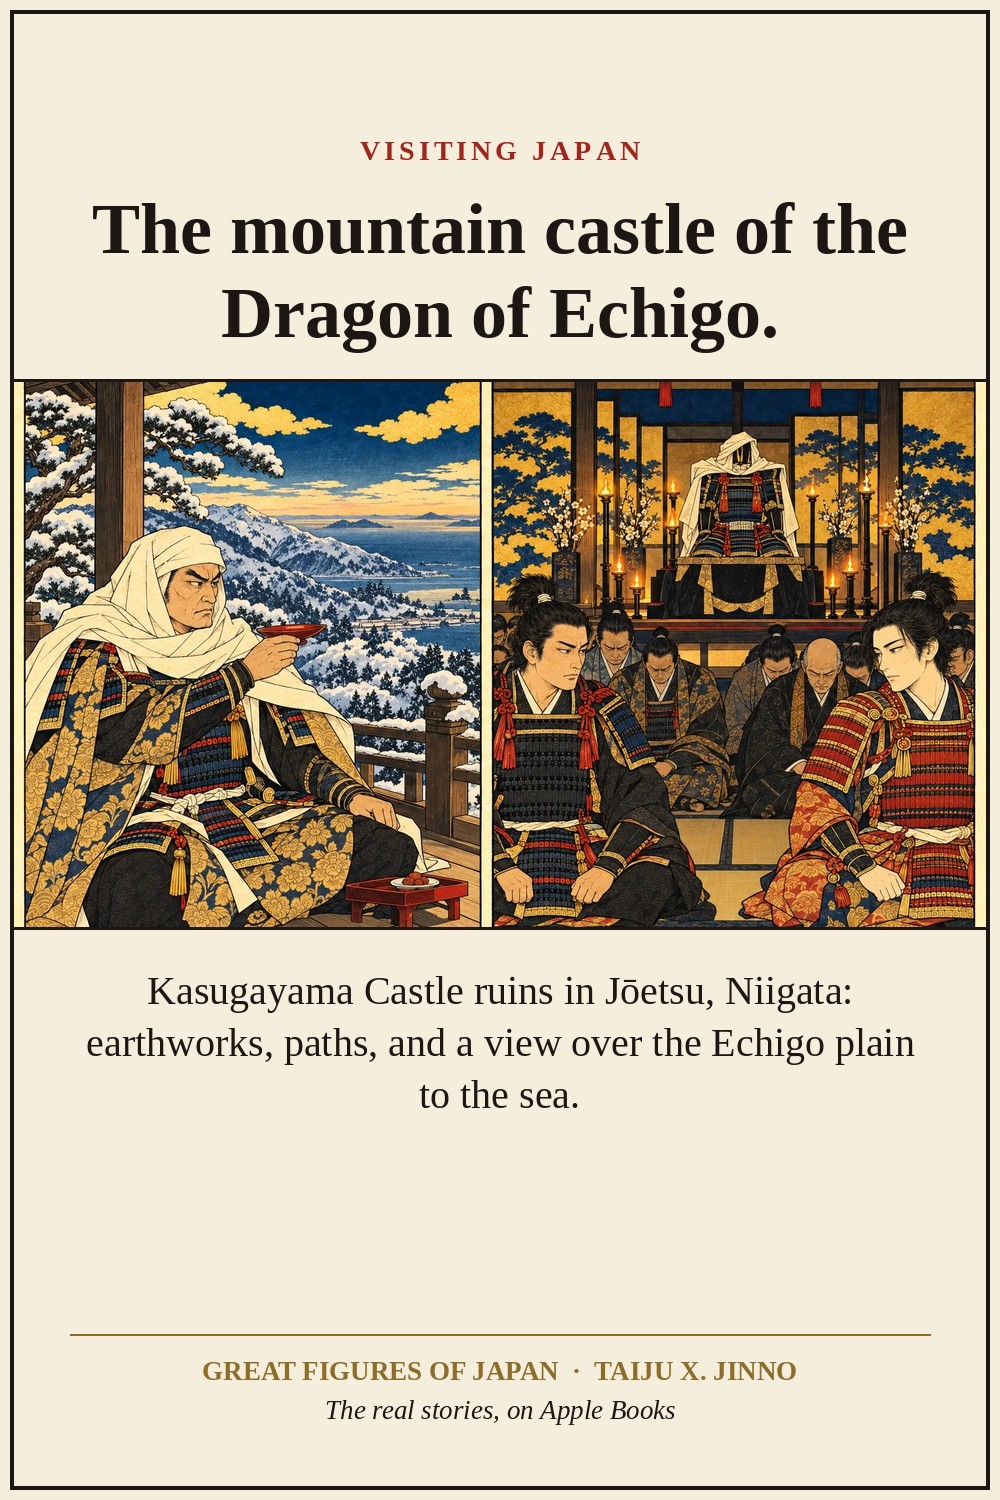 VISITING JAPAN
The mountain castle of the
Dragon of Echigo.
Kasugayama Castle ruins in Jōetsu, Niigata:
earthworks, paths, and a view over the Echigo plain
to the sea.
GREAT FIGURES OF JAPAN · TAIJU X. JINNO
The real stories, on Apple Books